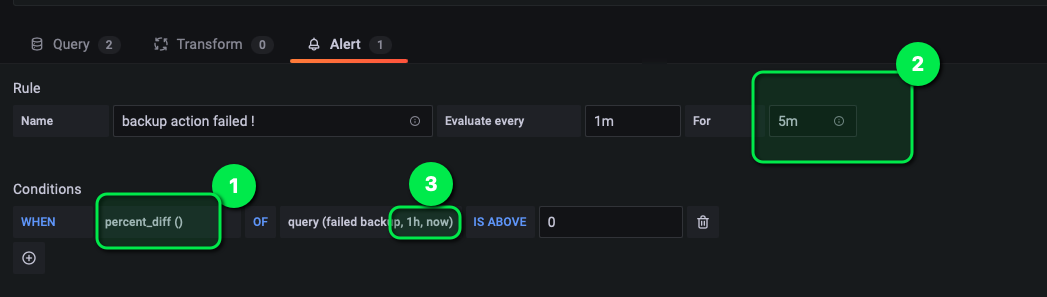 Query 2 Transform 0 Alert 1
2
Rule
Name backup action failed ! Evaluate every 1m For 5m
1 3
Conditions
WHEN percent_diff () OF query (failed backup, 1h, now) IS ABOVE 0